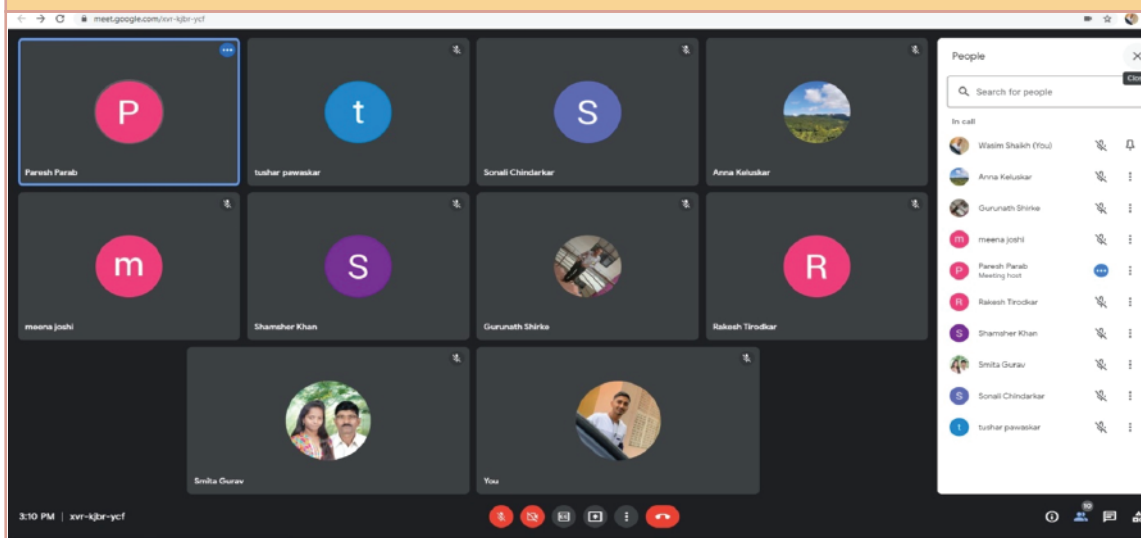 meet.google.com/xvr-kjbr-ycf
P
Paresh Parab
t
tushar pawaskar
S
Sonali Chindarkar
Anna Keluskar
m
meena joshi
S
Shamsher Khan
Gurunath Shirke
R
Rakesh Tirodkar
Smita Gurav
You
People
Search for people
In call
Wasim Shaikh (You)
Anna Keluskar
Gurunath Shirke
m meena joshi
P Paresh Parab
Meeting host
R Rakesh Tirodkar
S Shamsher Khan
Smita Gurav
S Sonali Chindarkar
t tushar pawaskar
3:10 PM | xvr-kjbr-ycf
10